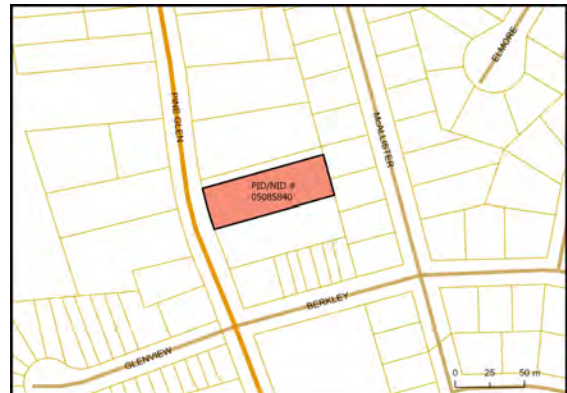 ELMORE
PINE GLEN
McALLISTER
PID/NID #
05085840
BERKLEY
GLENVIEW
0 25 50 m